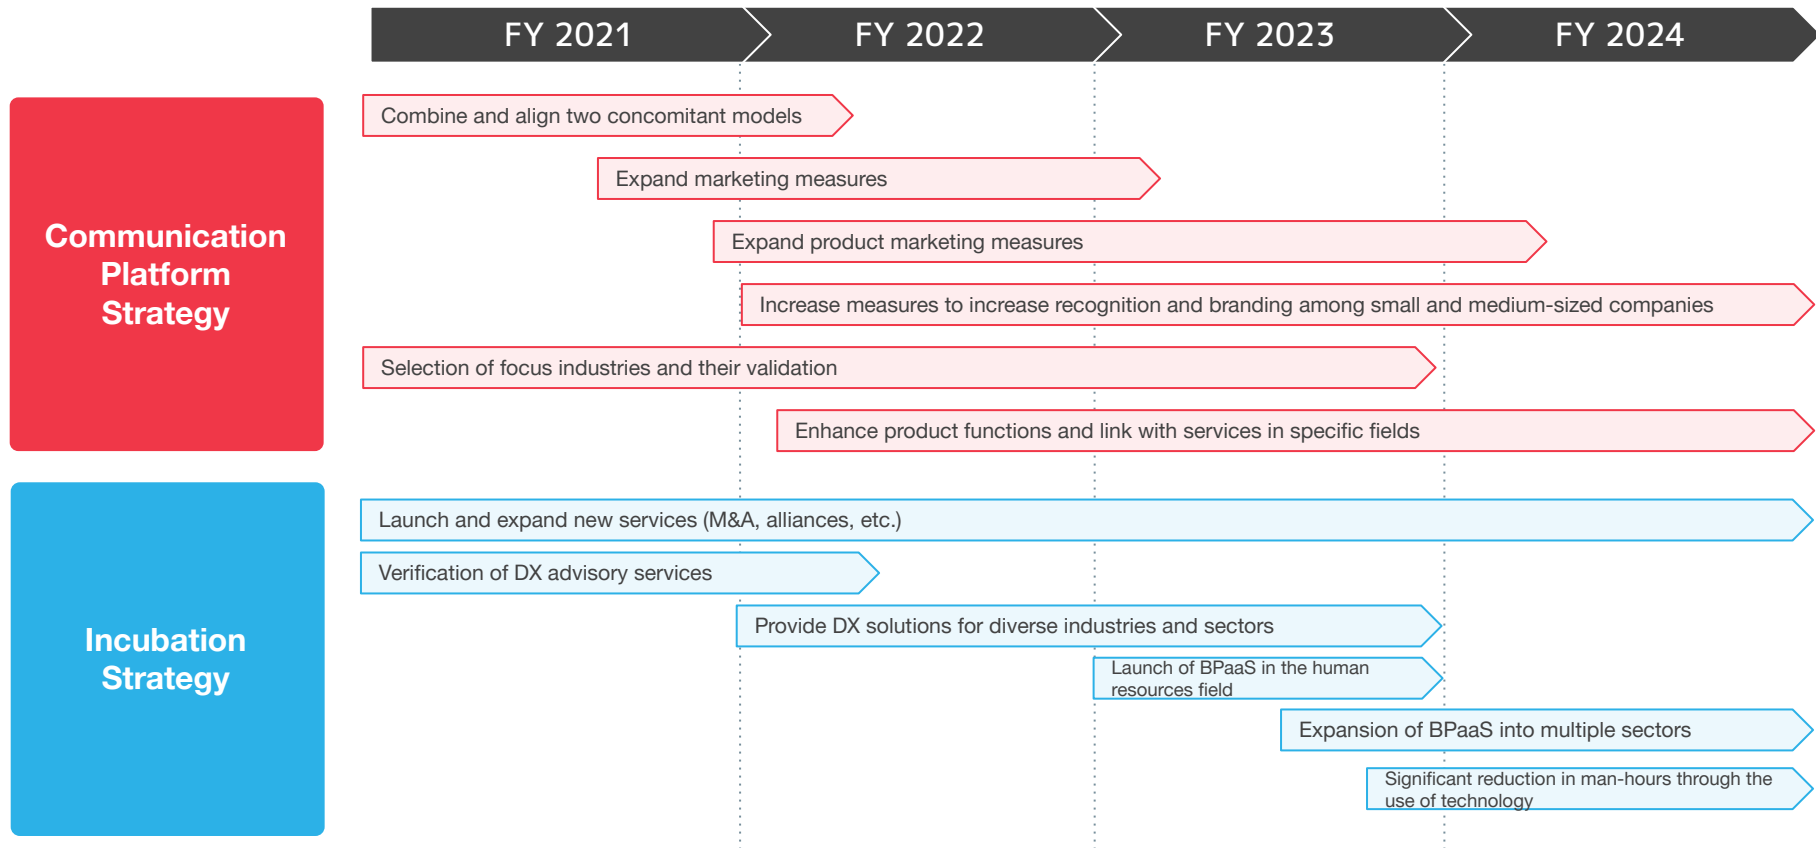 FY 2021
FY 2022
FY 2023
FY 2024
Communication
Platform
Strategy
Combine and align two concomitant models
Expand marketing measures
Expand product marketing measures
Increase measures to increase recognition and branding among small and medium-sized companies
Selection of focus industries and their validation
Enhance product functions and link with services in specific fields
Incubation
Strategy
Launch and expand new services (M&A, alliances, etc.)
Verification of DX advisory services
Provide DX solutions for diverse industries and sectors
Launch of BPaaS in the human
resources field
Expansion of BPaaS into multiple sectors
Significant reduction in man-hours through the
use of technology